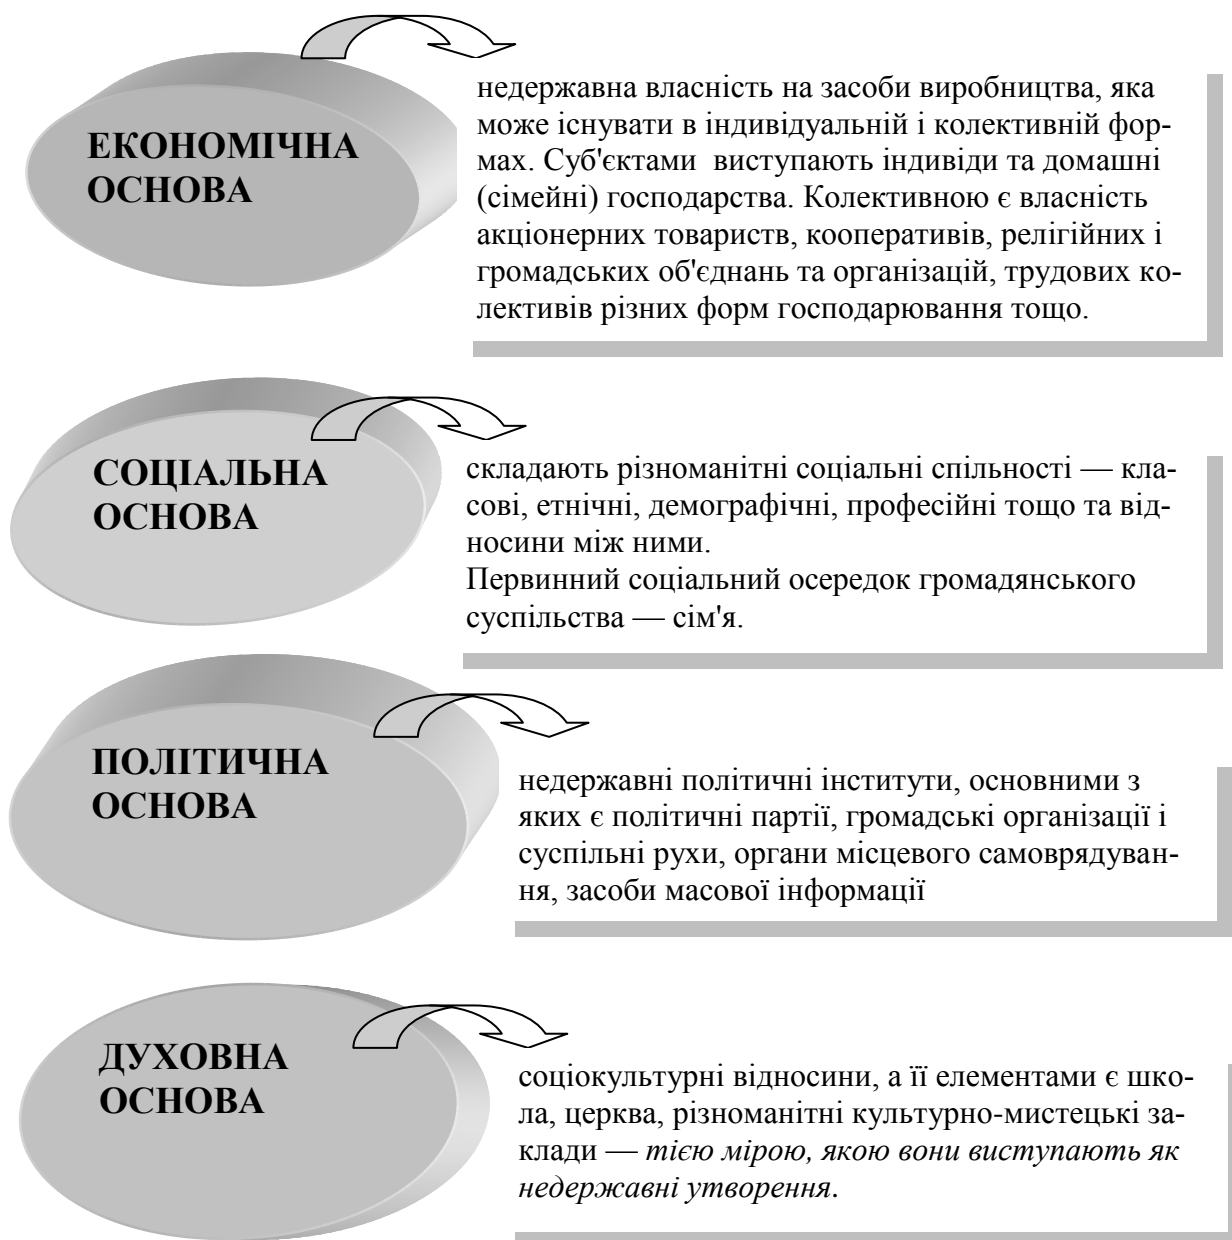 ЕКОНОМІЧНА
ОСНОВА
недержавна власність на засоби виробництва, яка
може існувати в індивідуальній і колективній фор-
мах. Суб'єктами  виступають індивіди та домашні
(сімейні) господарства. Колективною є власність
акціонерних товариств, кооперативів, релігійних і
громадських об'єднань та організацій, трудових ко-
лективів різних форм господарювання тощо.
СОЦІАЛЬНА
ОСНОВА
складають різноманітні соціальні спільності — кла-
сові, етнічні, демографічні, професійні тощо та від-
носини між ними.
Первинний соціальний осередок громадянського
суспільства — сім'я.
ПОЛІТИЧНА
ОСНОВА
недержавні політичні інститути, основними з
яких є політичні партії, громадські організації і
суспільні рухи, органи місцевого самоврядуван-
ня, засоби масової інформації
ДУХОВНА
ОСНОВА
соціокультурні відносини, а її елементами є шко-
ла, церква, різноманітні культурно-мистецькі за-
клади — тією мірою, якою вони виступають як
недержавні утворення.